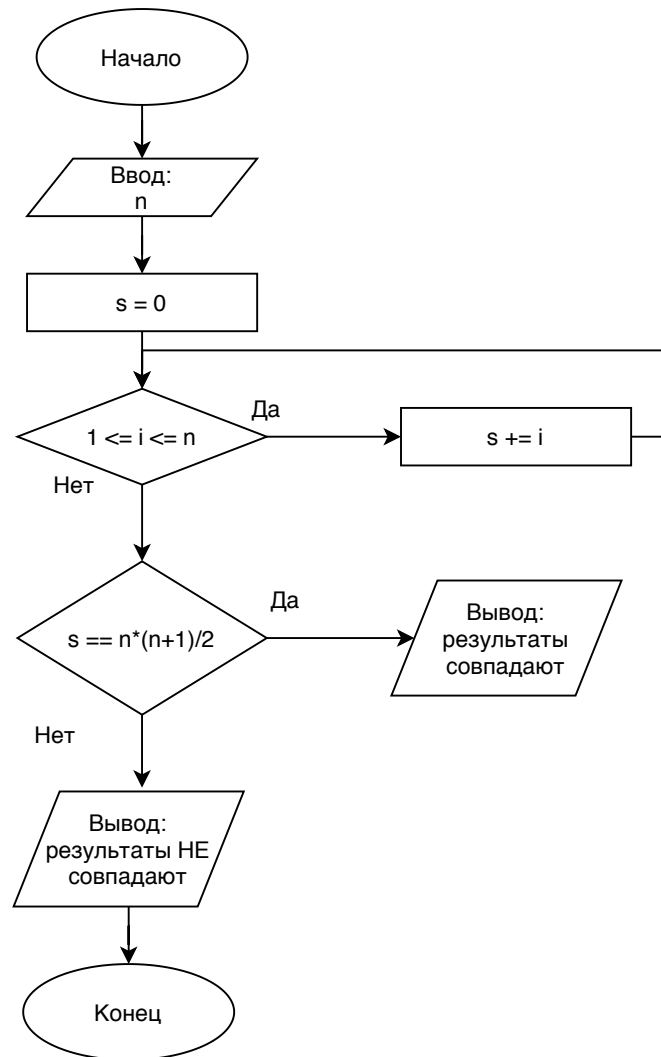 Начало
Ввод:
n
s = 0
1 <= i <= n
Да
s += i
Нет
s == n*(n+1)/2
Да
Вывод:
результаты
совпадают
Нет
Вывод:
результаты НЕ
совпадают
Конец